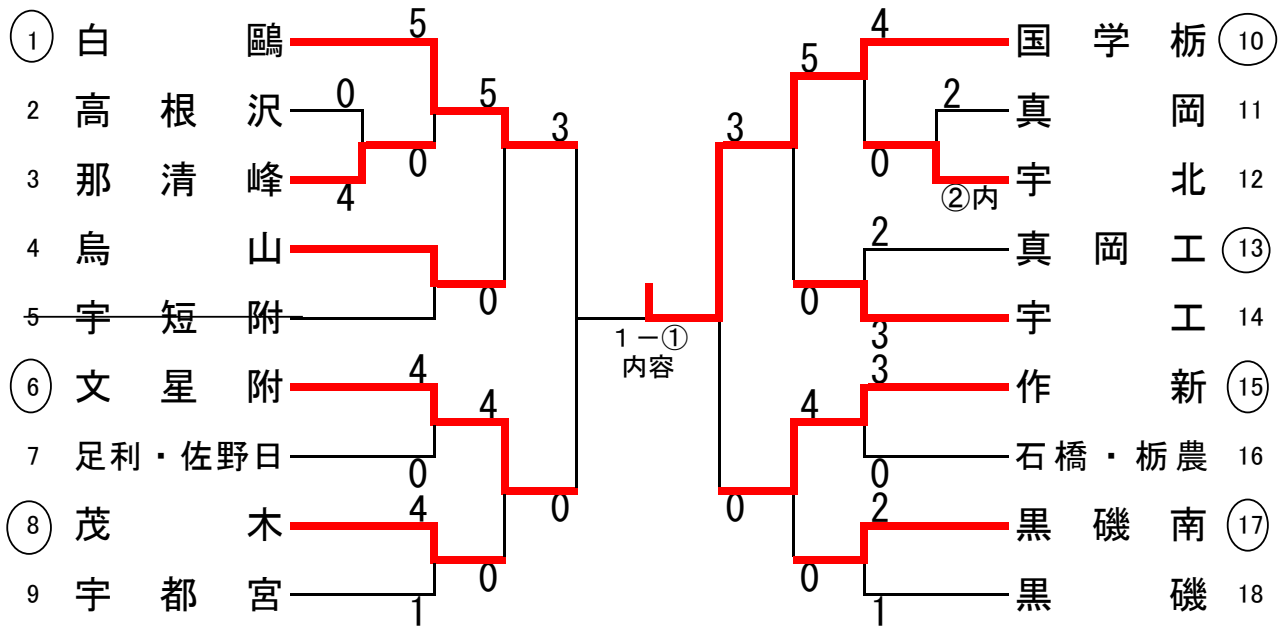 1 白鷗 5 4 国学栃 10
2 高根沢 0 5 5 2 真岡 11
3 那清峰 4 0 3 3 0 ②内 宇北 12
4 烏山 2 真岡工 13
5 宇短附 0 0 3 宇工 14
1－①
内容
6 文星附 4 4 4 3 作新 15
7 足利・佐野日 0 0 石橋・栃農 16
8 茂木 4 0 0 2 黒磯南 17
9 宇都宮 1 0 0 1 黒磯 18